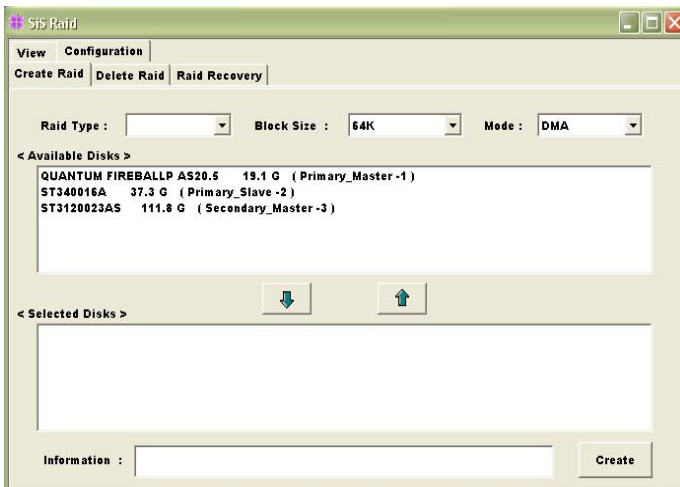 SiS Raid
View Configuration
Create Raid Delete Raid Raid Recovery
Raid Type : Block Size : 64K Mode : DMA
< Available Disks >
QUANTUM FIREBALLP AS20.5 19.1 G ( Primary_Master -1 )
ST340016A 37.3 G ( Primary_Slave -2 )
ST3120023AS 111.8 G ( Secondary_Master -3 )
< Selected Disks >
Information : Create